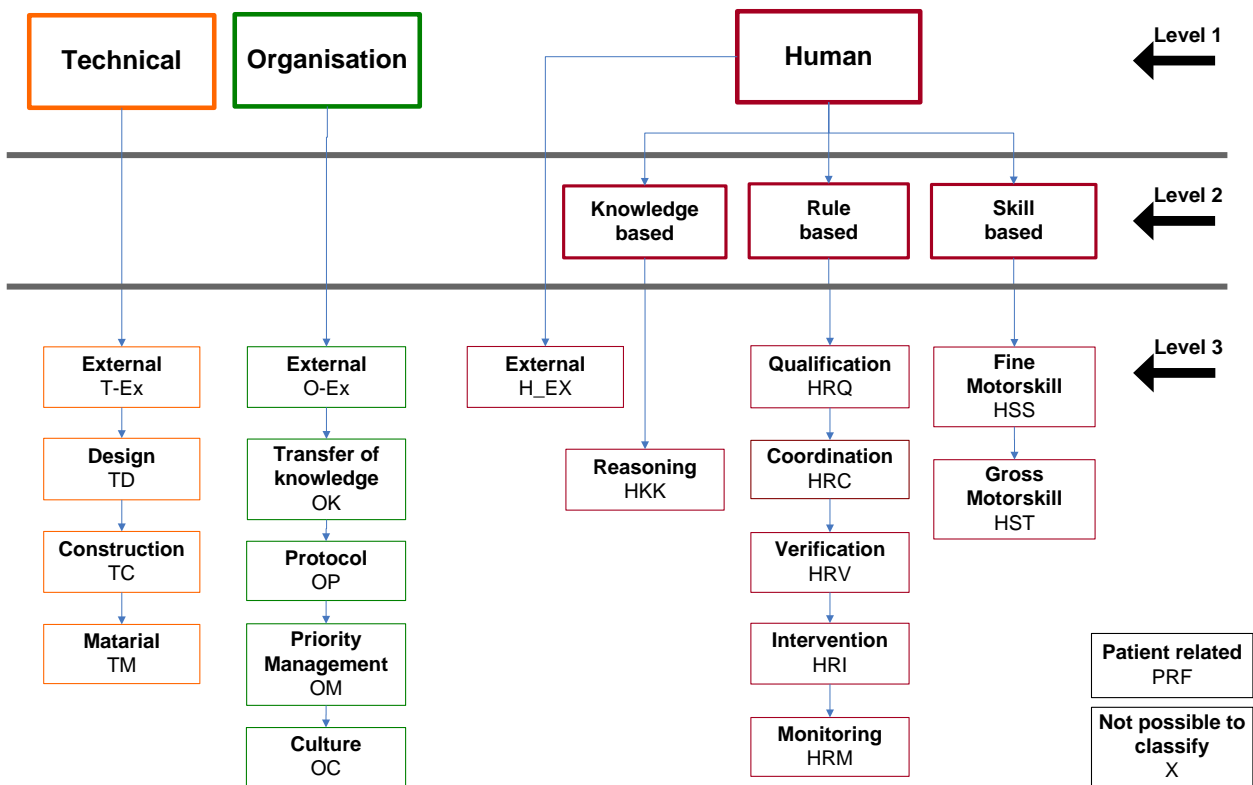 Technical
Organisation
Human
Level 1
Knowledge
based
Rule
based
Skill
based
Level 2
External
T-Ex
External
O-Ex
External
H_EX
Qualification
HRQ
Fine
Motorskill
HSS
Level 3
Design
TD
Transfer of
knowledge
OK
Reasoning
HKK
Coordination
HRC
Gross
Motorskill
HST
Construction
TC
Protocol
OP
Verification
HRV
Matarial
TM
Priority
Management
OM
Intervention
HRI
Patient related
PRF
Culture
OC
Monitoring
HRM
Not possible to
classify
X